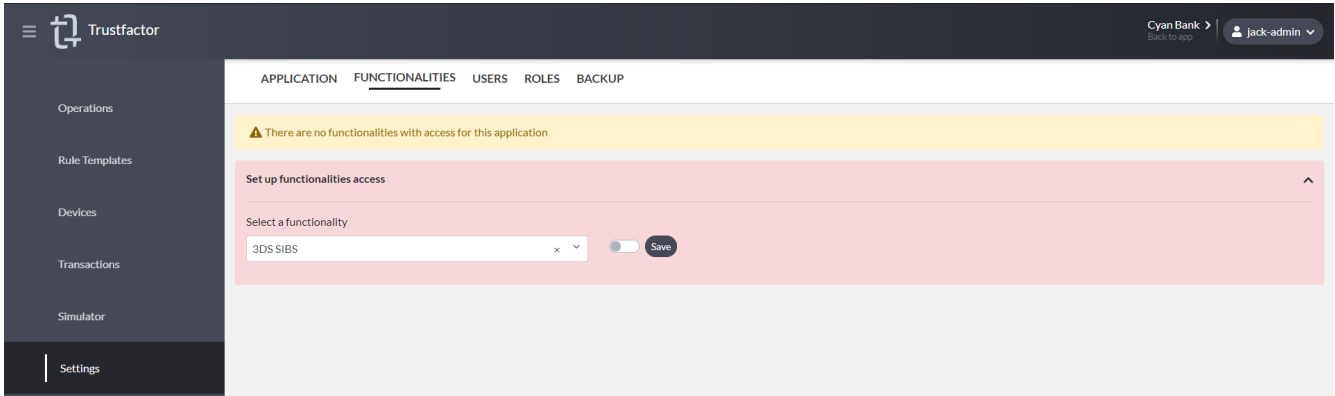 Trustfactor
Cyan Bank
Back to app
jack-admin
APPLICATION FUNCTIONALITIES USERS ROLES BACKUP
Operations
Rule Templates
Devices
Transactions
Simulator
Settings
There are no functionalities with access for this application
Set up functionalities access
Select a functionality
3DS SIBS
Save